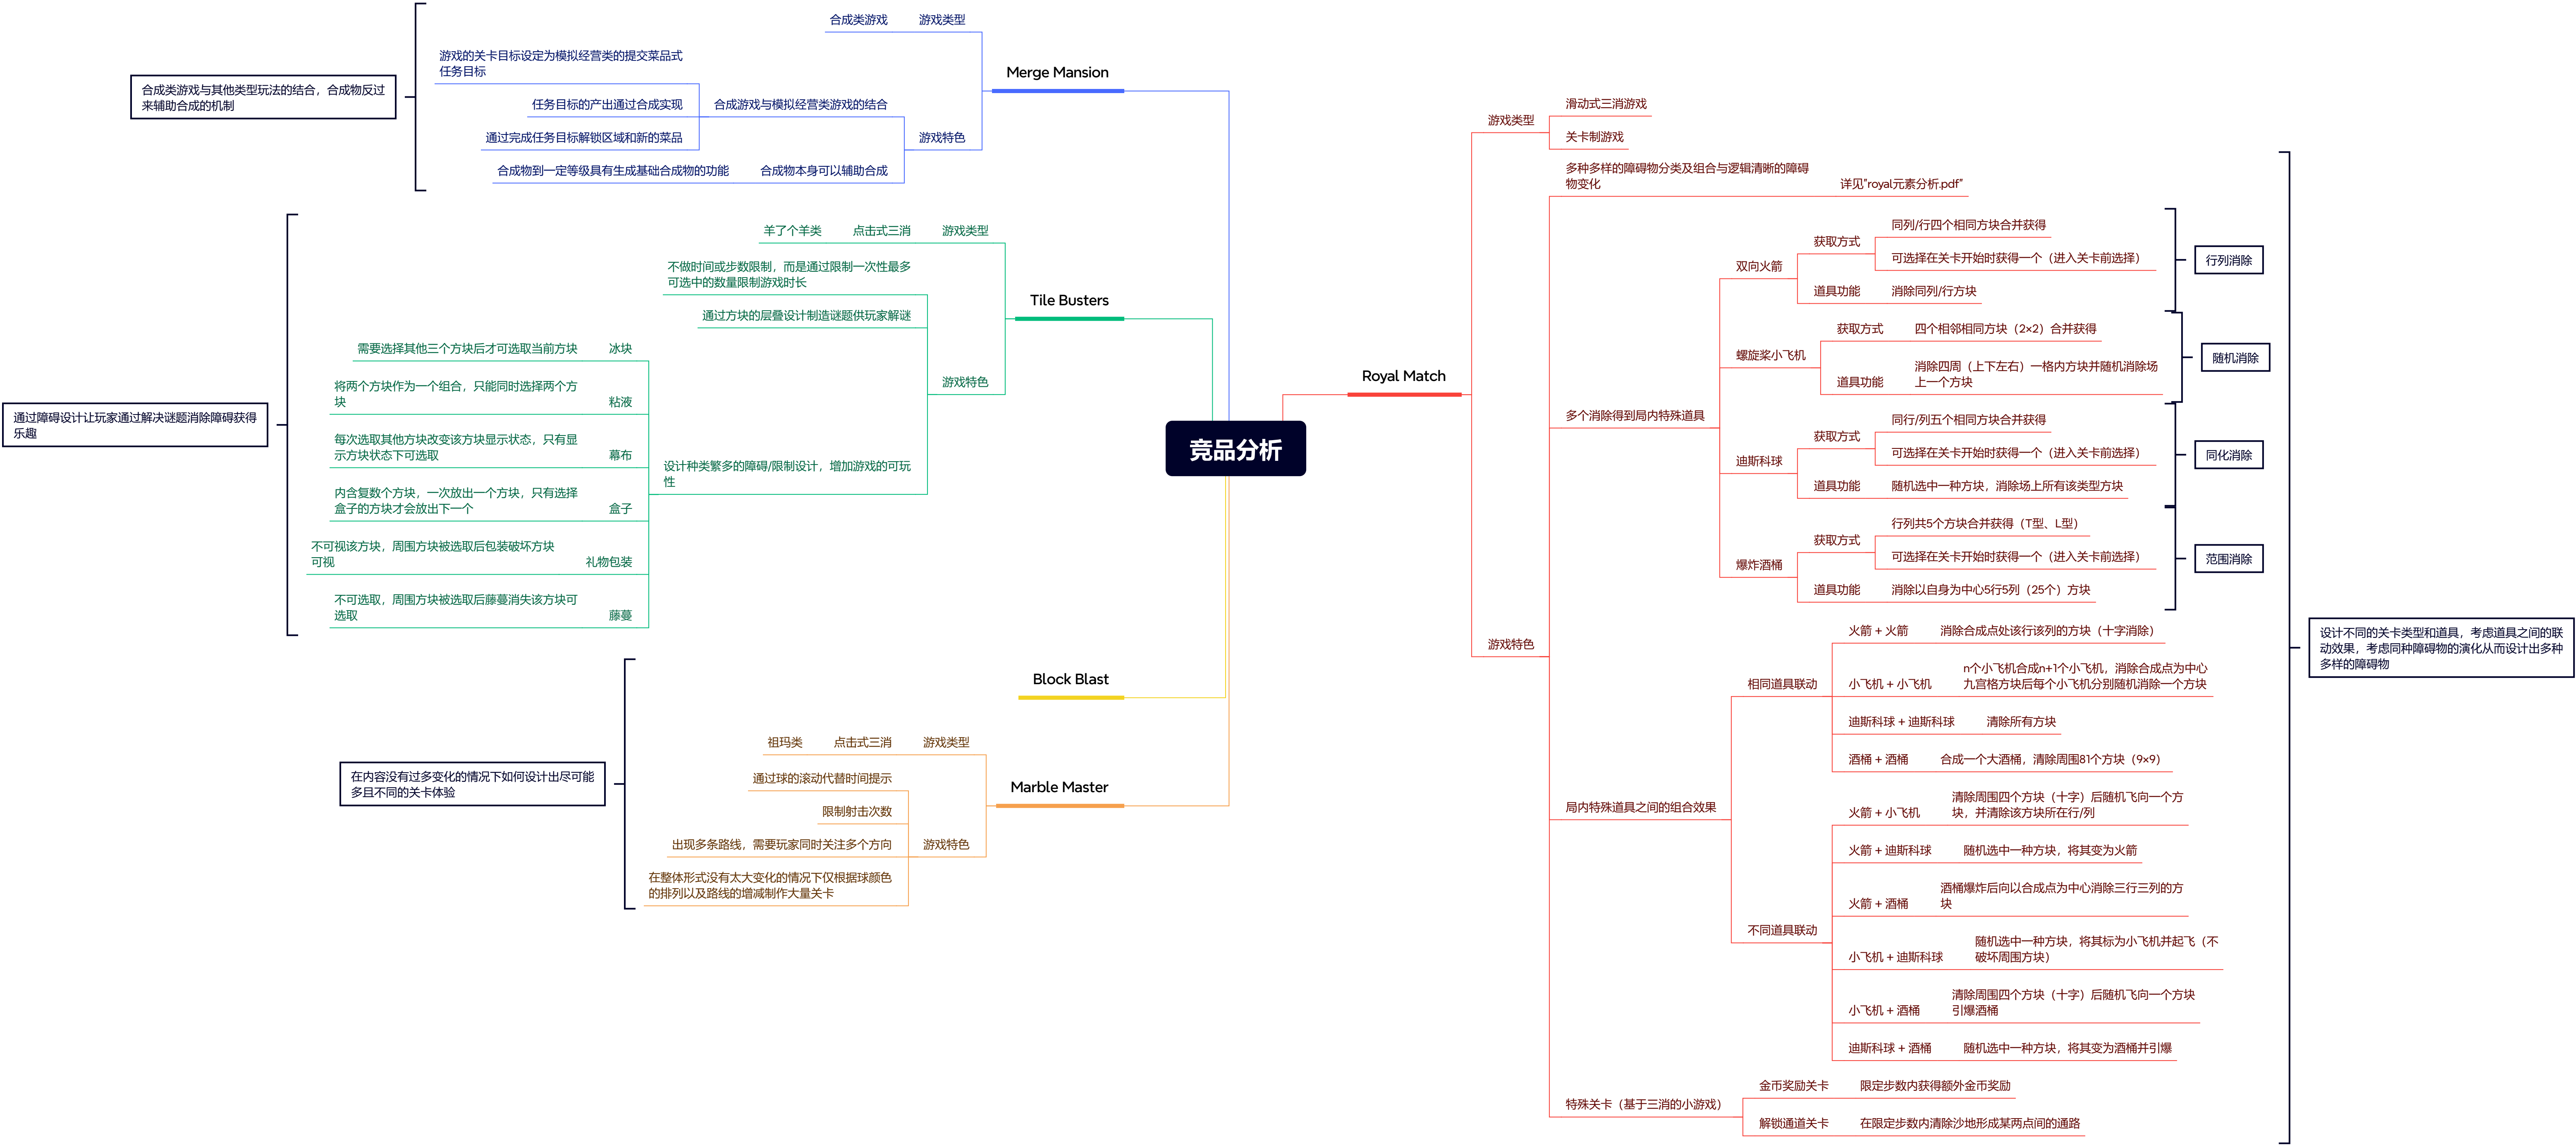 竞品分析
Merge Mansion
游戏类型
合成类游戏
游戏特色
合成游戏与模拟经营类游戏的结合
游戏的关卡目标设定为模拟经营类的提交菜品式
任务目标
任务目标的产出通过合成实现
通过完成任务目标解锁区域和新的菜品
合成物本身可以辅助合成
合成物到一定等级具有生成基础合成物的功能
合成类游戏与其他类型玩法的结合，合成物反过
来辅助合成的机制
Tile Busters
游戏类型
点击式三消
羊了个羊类
游戏特色
不做时间或步数限制，而是通过限制一次性最多
可选中的数量限制游戏时长
通过方块的层叠设计制造谜题供玩家解谜
设计种类繁多的障碍/限制设计，增加游戏的可玩
性
冰块
需要选择其他三个方块后才可选取当前方块
粘液
将两个方块作为一个组合，只能同时选择两个方
块
幕布
每次选取其他方块改变该方块显示状态，只有显
示方块状态下可选取
盒子
内含复数个方块，一次放出一个方块，只有选择
盒子的方块才会放出下一个
礼物包装
不可视该方块，周围方块被选取后包装破坏方块
可视
藤蔓
不可选取，周围方块被选取后藤蔓消失该方块可
选取
通过障碍设计让玩家通过解决谜题消除障碍获得
乐趣
Block Blast
Marble Master
游戏类型
点击式三消
祖玛类
游戏特色
通过球的滚动代替时间提示
限制射击次数
出现多条路线，需要玩家同时关注多个方向
在整体形式没有太大变化的情况下仅根据球颜色
的排列以及路线的增减制作大量关卡
在内容没有过多变化的情况下如何设计出尽可能
多且不同的关卡体验
Royal Match
游戏类型
滑动式三消游戏
关卡制游戏
游戏特色
多种多样的障碍物分类及组合与逻辑清晰的障碍
物变化
详见"royal元素分析.pdf"
多个消除得到局内特殊道具
双向火箭
获取方式
同列/行四个相同方块合并获得
可选择在关卡开始时获得一个（进入关卡前选择）
道具功能
消除同列/行方块
行列消除
螺旋桨小飞机
获取方式
四个相邻相同方块（2×2）合并获得
道具功能
消除四周（上下左右）一格内方块并随机消除场
上一个方块
随机消除
迪斯科球
获取方式
同行/列五个相同方块合并获得
可选择在关卡开始时获得一个（进入关卡前选择）
道具功能
随机选中一种方块，消除场上所有该类型方块
同化消除
爆炸酒桶
获取方式
行列共5个方块合并获得（T型、L型）
可选择在关卡开始时获得一个（进入关卡前选择）
道具功能
消除以自身为中心5行5列（25个）方块
范围消除
局内特殊道具之间的组合效果
相同道具联动
火箭 + 火箭
消除合成点处该行该列的方块（十字消除）
小飞机 + 小飞机
n个小飞机合成n+1个小飞机，消除合成点为中心
九宫格方块后每个小飞机分别随机消除一个方块
迪斯科球 + 迪斯科球
清除所有方块
酒桶 + 酒桶
合成一个大酒桶，清除周围81个方块（9×9）
不同道具联动
火箭 + 小飞机
清除周围四个方块（十字）后随机飞向一个方
块，并清除该方块所在行/列
火箭 + 迪斯科球
随机选中一种方块，将其变为火箭
火箭 + 酒桶
酒桶爆炸后向以合成点为中心消除三行三列的方
块
小飞机 + 迪斯科球
随机选中一种方块，将其标为小飞机并起飞（不
破坏周围方块）
小飞机 + 酒桶
清除周围四个方块（十字）后随机飞向一个方块
引爆酒桶
迪斯科球 + 酒桶
随机选中一种方块，将其变为酒桶并引爆
特殊关卡（基于三消的小游戏）
金币奖励关卡
限定步数内获得额外金币奖励
解锁通道关卡
在限定步数内清除沙地形成某两点间的通路
设计不同的关卡类型和道具，考虑道具之间的联
动效果，考虑同种障碍物的演化从而设计出多种
多样的障碍物